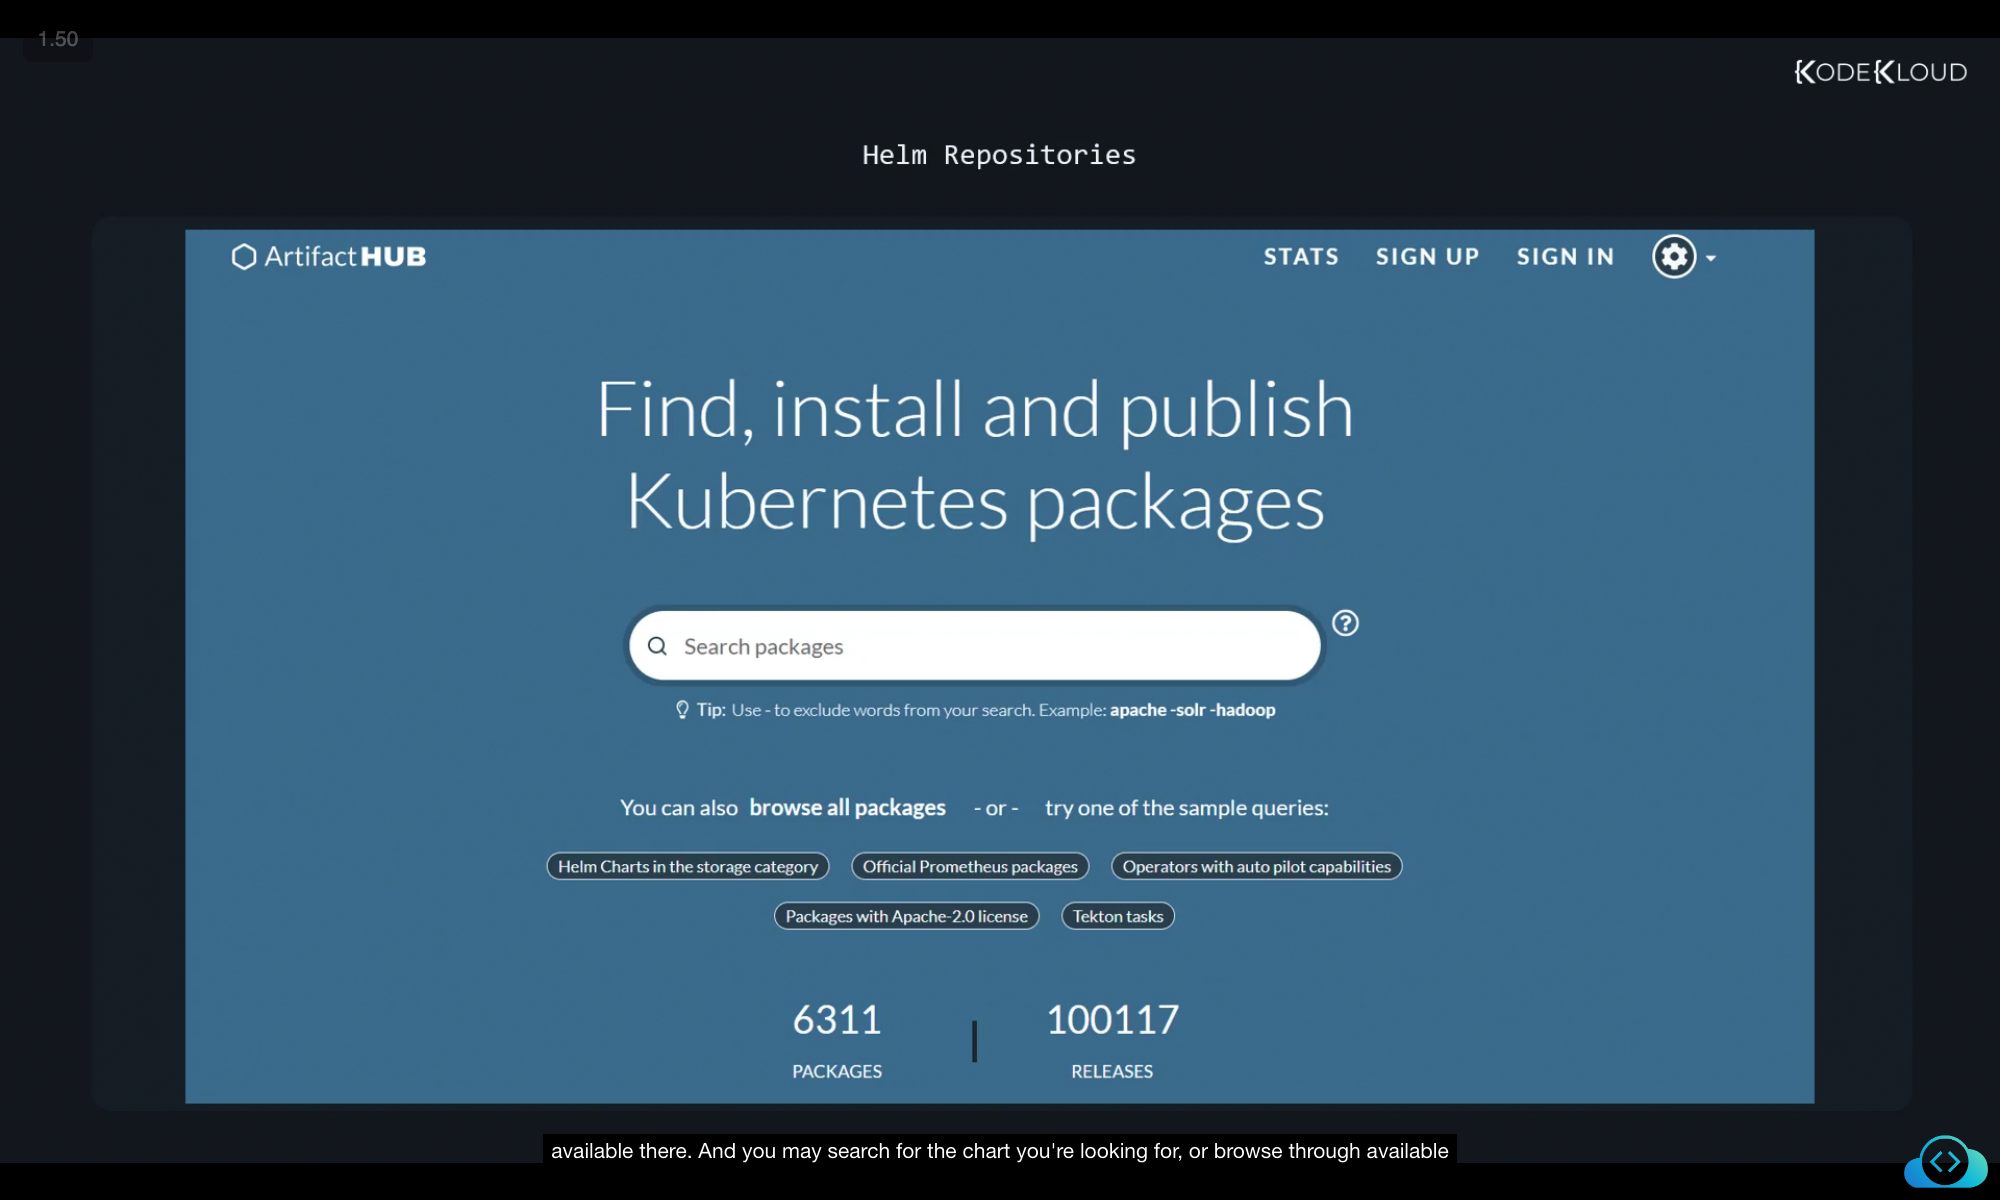 1.50
KODEKLOUD
Helm Repositories
Artifact HUB
STATS SIGN UP SIGN IN
Find, install and publish
Kubernetes packages
Search packages
Tip: Use - to exclude words from your search. Example: apache -solr -hadoop
You can also browse all packages - or - try one of the sample queries:
Helm Charts in the storage category Official Prometheus packages Operators with auto pilot capabilities
Packages with Apache-2.0 license Tekton tasks
6311 100117
PACKAGES RELEASES
available there. And you may search for the chart you're looking for, or browse through available